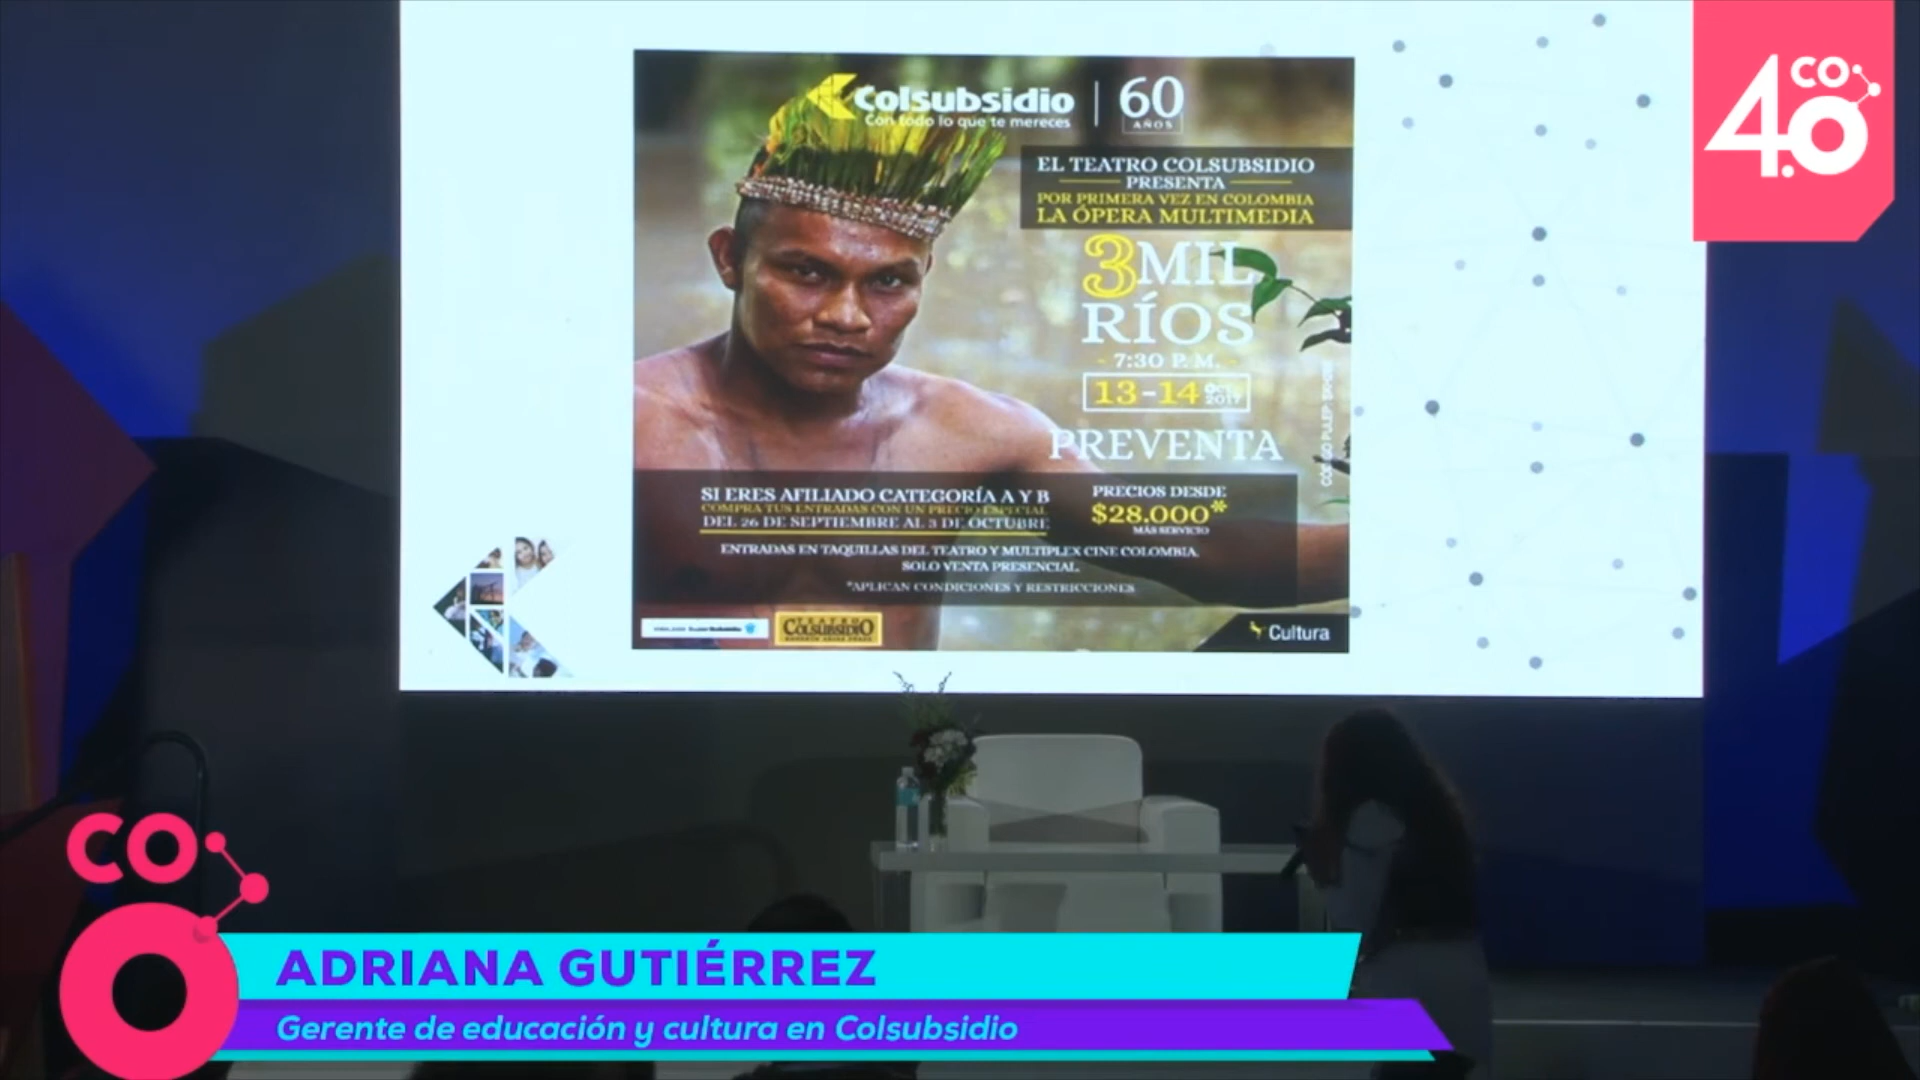 Colsubsidio
Con todo lo que te mereces
60
AÑOS
EL TEATRO COLSUBSIDIO
PRESENTA
POR PRIMERA VEZ EN COLOMBIA
LA ÓPERA MULTIMEDIA
3MIL
RÍOS
- 7:30 P. M. -
13-14 OCT. 2017
PREVENTA
SI ERES AFILIADO CATEGORÍA A Y B
COMPRA TUS ENTRADAS CON UN PRECIO ESPECIAL
DEL 26 DE SEPTIEMBRE AL 3 DE OCTUBRE
PRECIOS DESDE
$28.000*
MÁS SERVICIO
ENTRADAS EN TAQUILLAS DEL TEATRO Y MULTIPLEX CINE COLOMBIA.
SOLO VENTA PRESENCIAL.
*APLICAN CONDICIONES Y RESTRICCIONES
TEATRO
COLSUBSIDIO
Cultura
CO
4.0
CO
ADRIANA GUTIÉRREZ
Gerente de educación y cultura en Colsubsidio